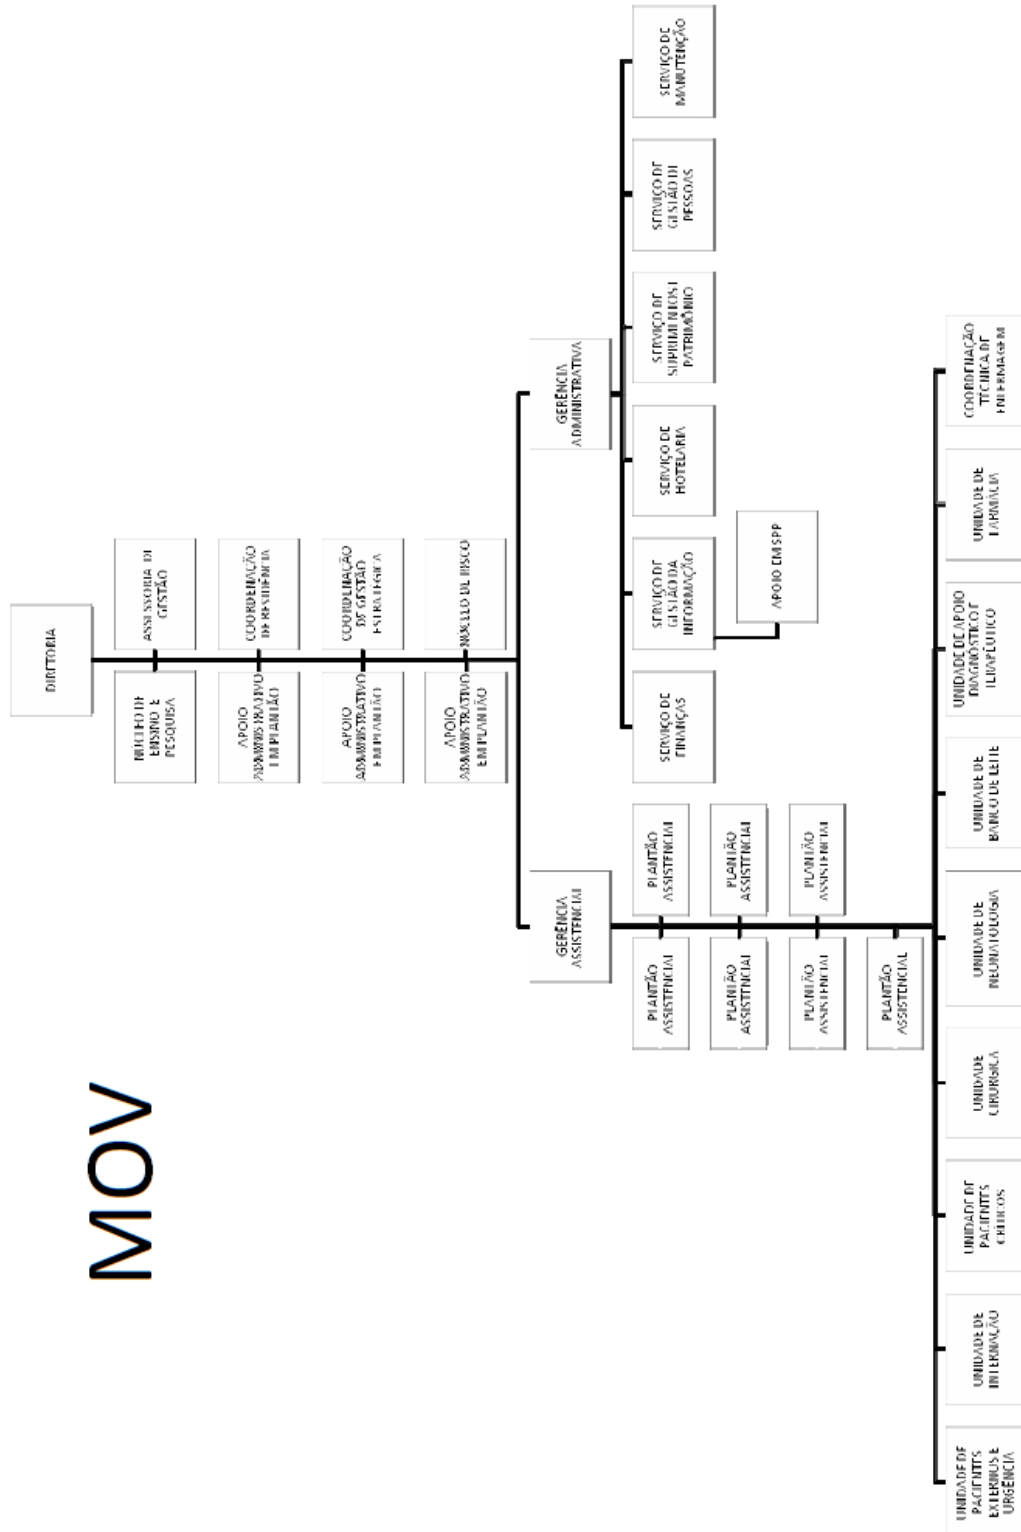 MOV
DIRETORIA
NÚCLEO DE
ENSINO E
PESQUISA
ASSESSORIA DE
GESTÃO
APOIO
ADMINISTRATIVO
EM PLANTÃO
COORDENAÇÃO
DE RESIDÊNCIA
APOIO
ADMINISTRATIVO
EM PLANTÃO
COORDENAÇÃO
DE GESTÃO
ESTRATÉGICA
APOIO
ADMINISTRATIVO
EM PLANTÃO
NÚCLEO DE RISCO
GERÊNCIA
ASSISTENCIAL
GERÊNCIA
ADMINISTRATIVA
PLANTÃO
ASSISTENCIAL
PLANTÃO
ASSISTENCIAL
PLANTÃO
ASSISTENCIAL
PLANTÃO
ASSISTENCIAL
PLANTÃO
ASSISTENCIAL
PLANTÃO
ASSISTENCIAL
PLANTÃO
ASSISTENCIAL
SERVIÇO DE
FINANÇAS
SERVIÇO DE
GESTÃO DA
INFORMAÇÃO
SERVIÇO DE
HOTELARIA
SERVIÇO DE
SUPRIMENTOS E
PATRIMÔNIO
SERVIÇO DE
GESTÃO DE
PESSOAS
SERVIÇO DE
MANUTENÇÃO
APOIO EM SPP
UNIDADE DE
PACIENTES
EXTERNOS E
URGÊNCIA
UNIDADE DE
INTERNAÇÃO
UNIDADE DE
PACIENTES
CRÍTICOS
UNIDADE
CIRÚRGICA
UNIDADE DE
NEONATOLOGIA
UNIDADE DE
BANCO DE LEITE
UNIDADE DE APOIO
DIAGNÓSTICO E
TERAPÊUTICO
UNIDADE DE
FARMÁCIA
COORDENAÇÃO
TÉCNICA DE
ENFERMAGEM